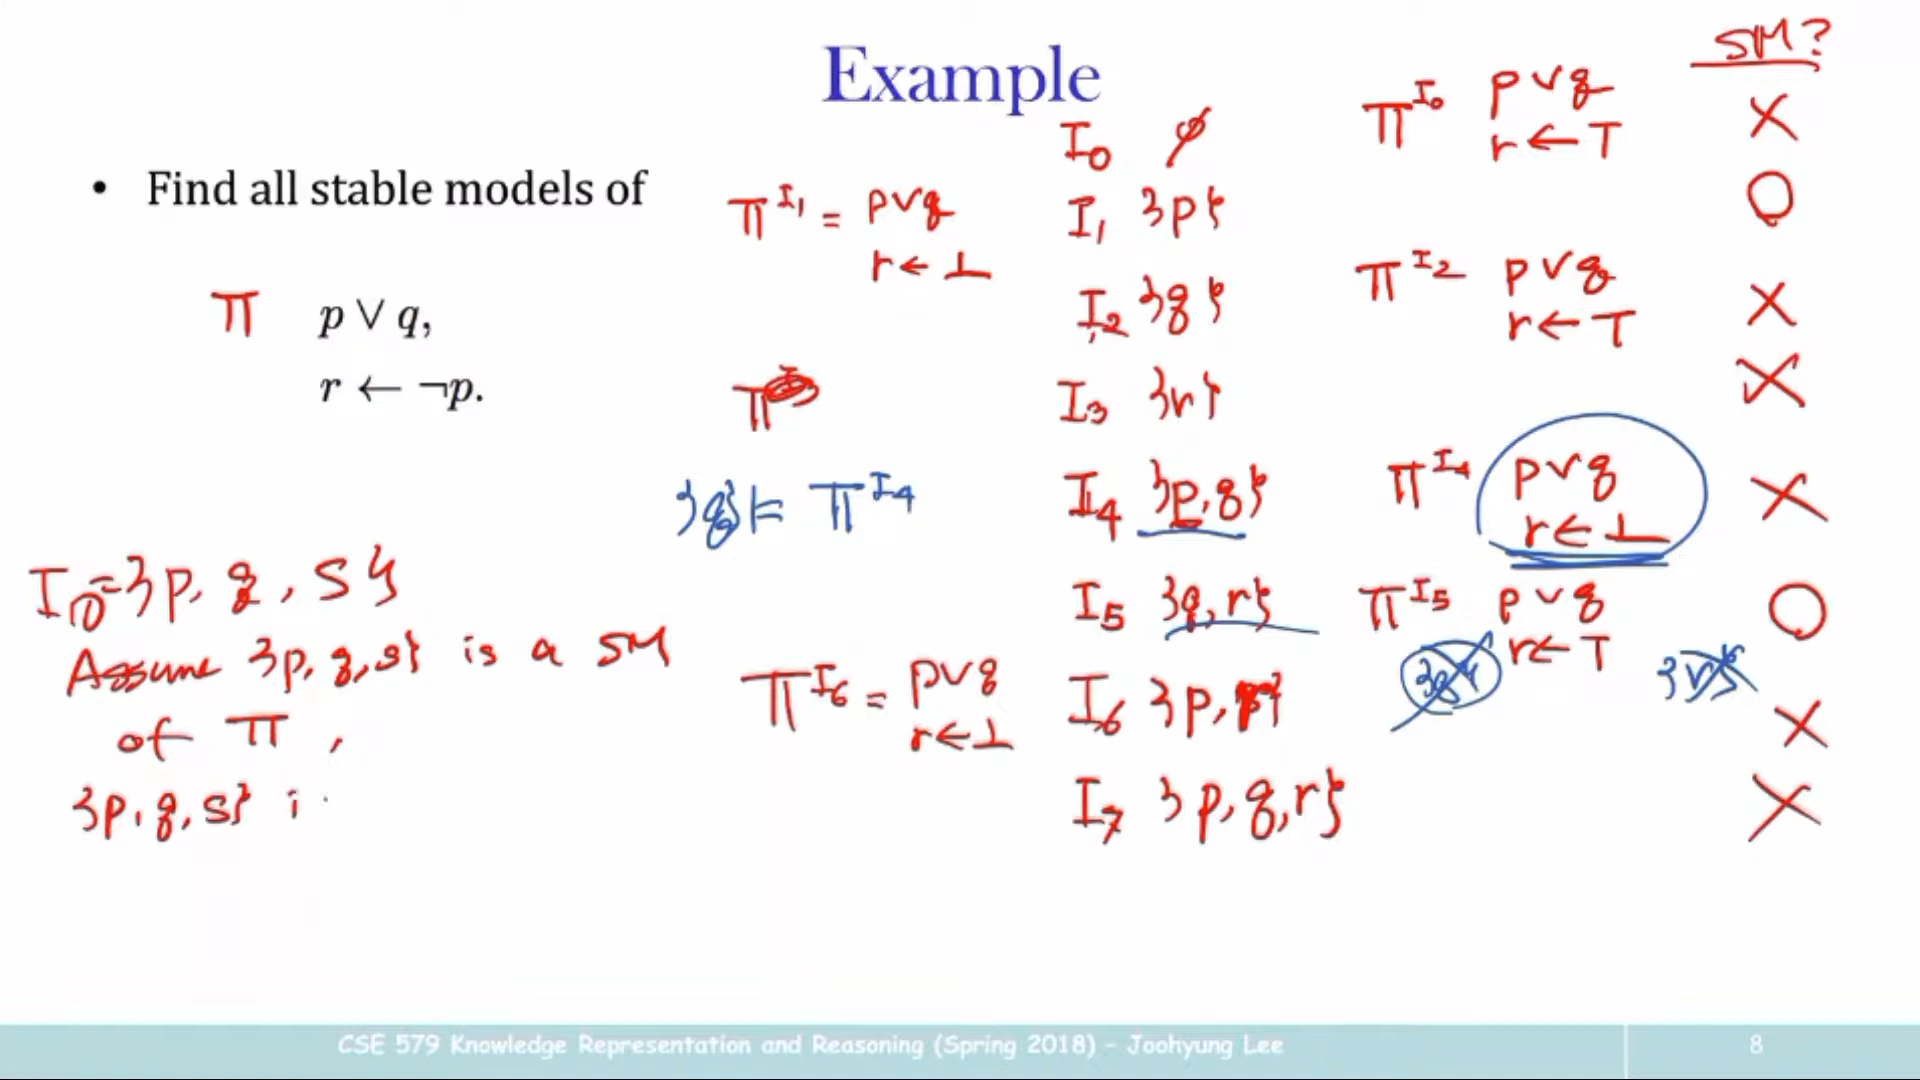 Example
SM?
• Find all stable models of
Π p ∨ q,
r ← ¬p.
Π^I₁ = p∨q
r ← ⊥
{q} ⊨ Π^I₄
Π^I₆ = p∨q
r ← ⊥
I₀ ∅
I₁ {p}
I₂ {q}
I₃ {r}
I₄ {p,q}
I₅ {q,r}
I₆ {p,r}
I₇ {p,q,r}
Π^I₀ p∨q
r ← ⊤
Π^I₂ p∨q
r ← ⊤
Π^I₄ p∨q
r ← ⊥
Π^I₅ p∨q
r ← ⊤
{q} {r}
X
O
X
X
X
O
X
X
= {p, q, s}
Assume {p,q,s} is a SM
of Π,
{p,q,s} i
CSE 579 Knowledge Representation and Reasoning (Spring 2018) - Joohyung Lee
8